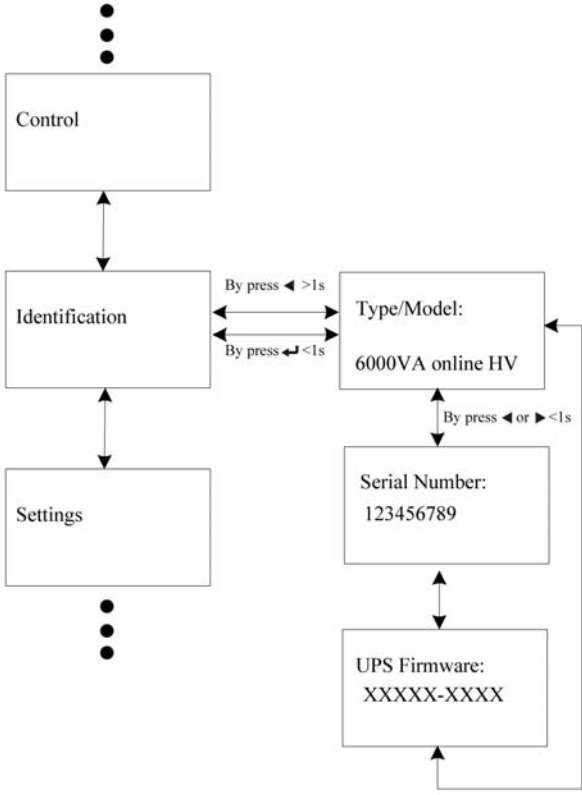 Control
Identification
By press ◀ >1s
By press ↵ <1s
Type/Model:
6000VA online HV
By press ◀ or ▶ <1s
Serial Number:
123456789
Settings
UPS Firmware:
XXXXX-XXXX